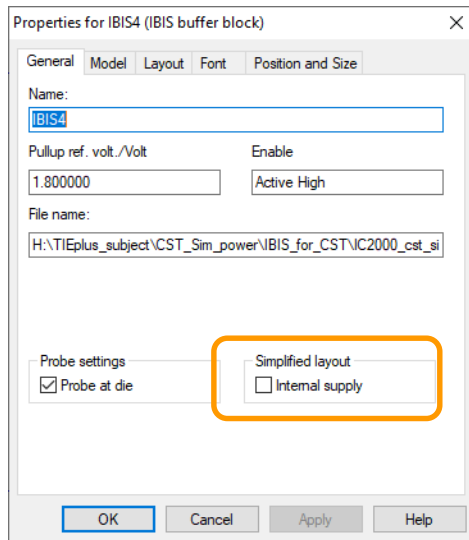 Properties for IBIS4 (IBIS buffer block)
General Model Layout Font Position and Size
Name:
IBIS4
Pullup ref. volt./Volt Enable
1.800000 Active High
File name:
H:\TIEplus_subject\CST_Sim_power\IBIS_for_CST\IC2000_cst_si
Probe settings Simplified layout
Probe at die Internal supply
OK Cancel Apply Help